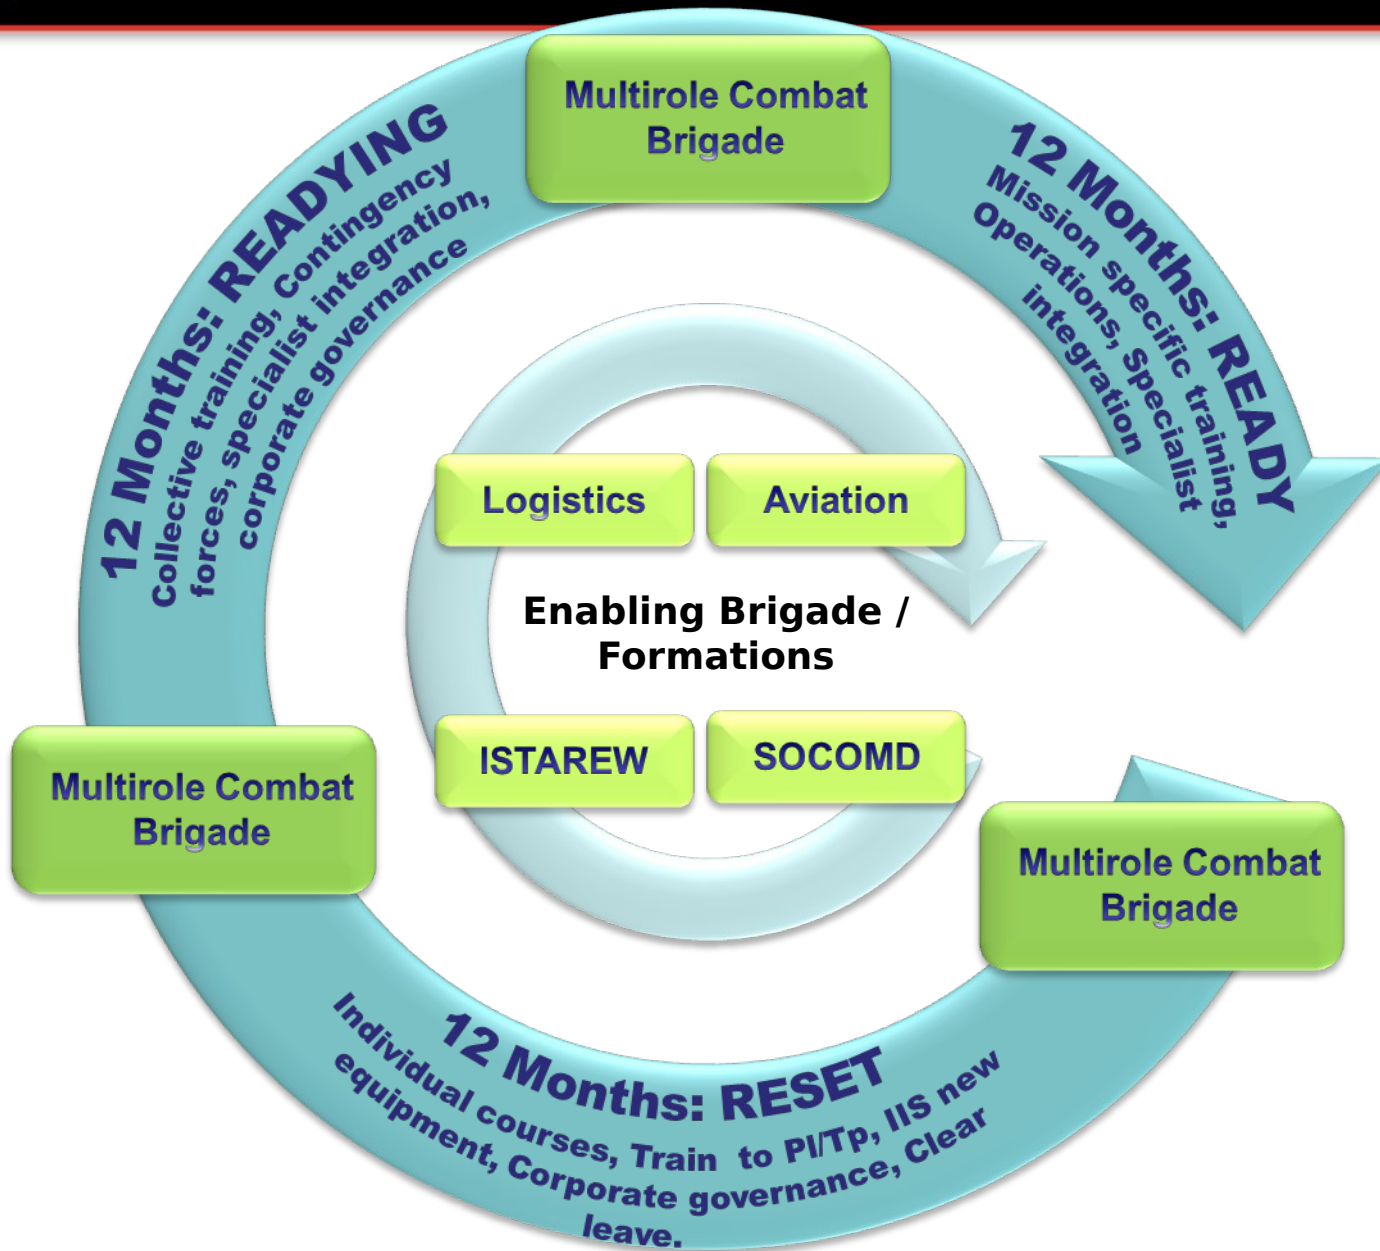 Multirole Combat
Brigade
12 Months: READYING
Collective training, Contingency
forces, specialist integration,
corporate governance
12 Months: READY
Mission specific training,
Operations, Specialist
integration
Logistics
Aviation
Enabling Brigade /
Formations
ISTAREW
SOCOMD
Multirole Combat
Brigade
Multirole Combat
Brigade
12 Months: RESET
Individual courses, Train  to Pl/Tp, IIS new
equipment, Corporate governance, Clear
leave.